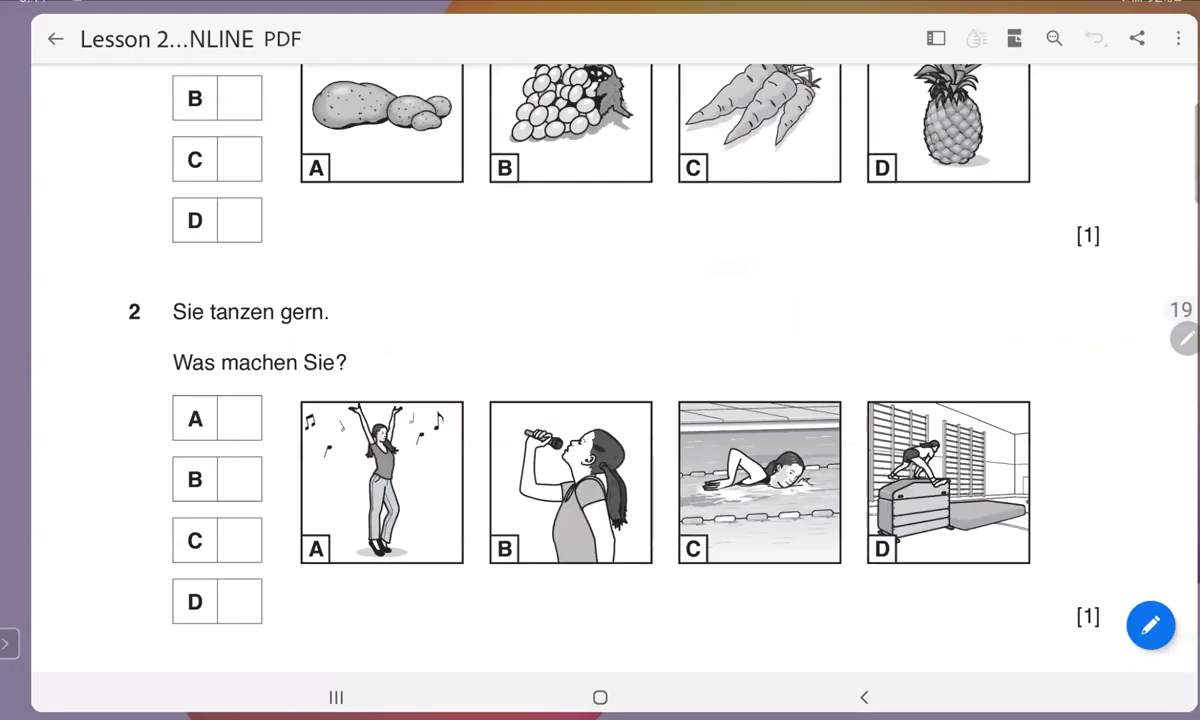 Lesson 2...NLINE PDF
B
C
D
A
B
C
D
[1]
19
2 Sie tanzen gern.
Was machen Sie?
A
B
C
D
A
B
C
D
[1]